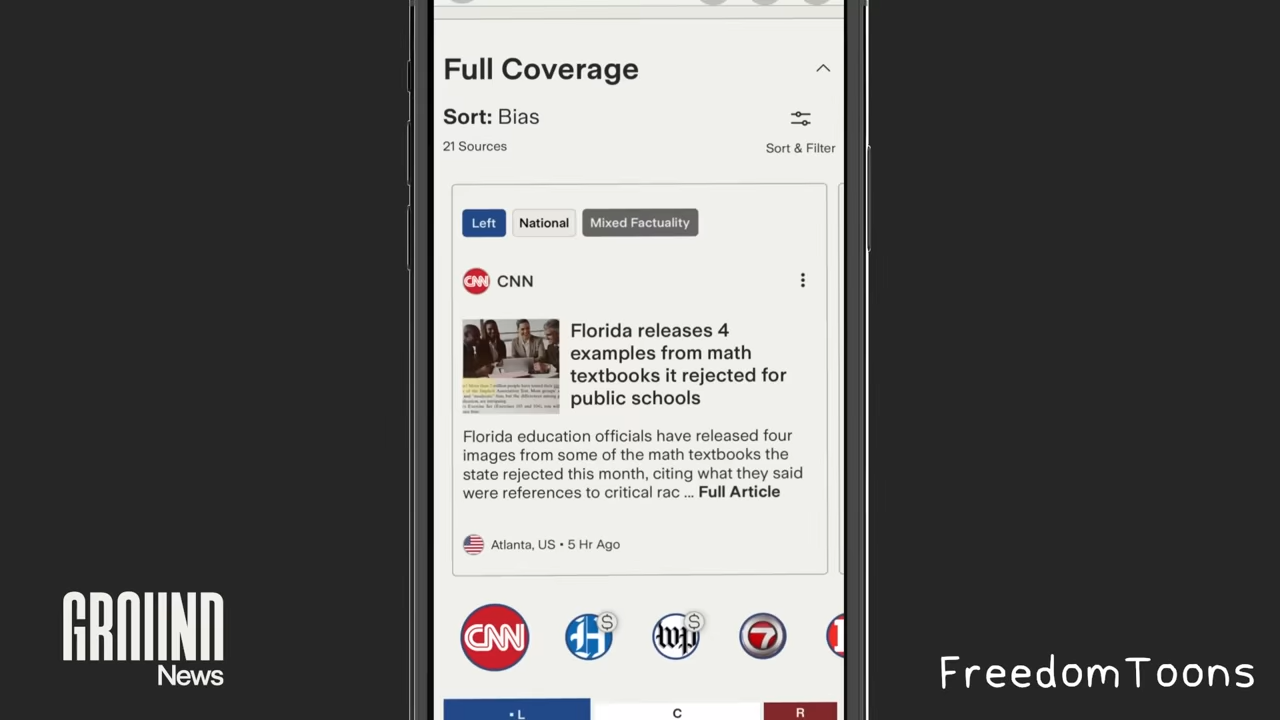 Full Coverage
Sort: Bias
21 Sources
Sort & Filter
Left
National
Mixed Factuality
CNN
CNN
Florida releases 4
examples from math
textbooks it rejected for
public schools
Florida education officials have released four
images from some of the math textbooks the
state rejected this month, citing what they said
were references to critical rac ... Full Article
Atlanta, US • 5 Hr Ago
CNN
$
wp
$
7
• L
C
R
GROUND
News
FreedomToons